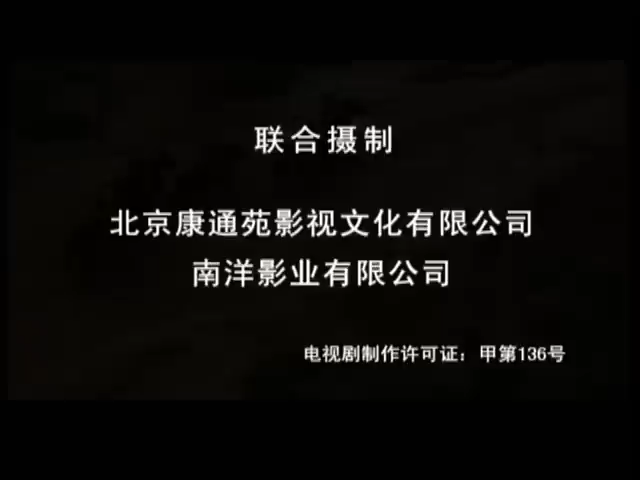 联合摄制
北京康通苑影视文化有限公司
南洋影业有限公司
电视剧制作许可证：甲第136号